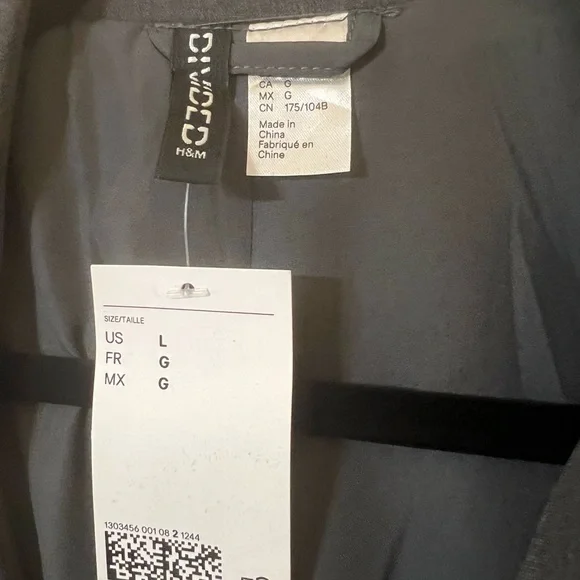 DIVIDED
H&M
CA G
MX G
CN 175/104B
Made in
China
Fabriqué en
Chine
SIZE/TAILLE
US L
FR G
MX G
1303456 001 08 2 1244